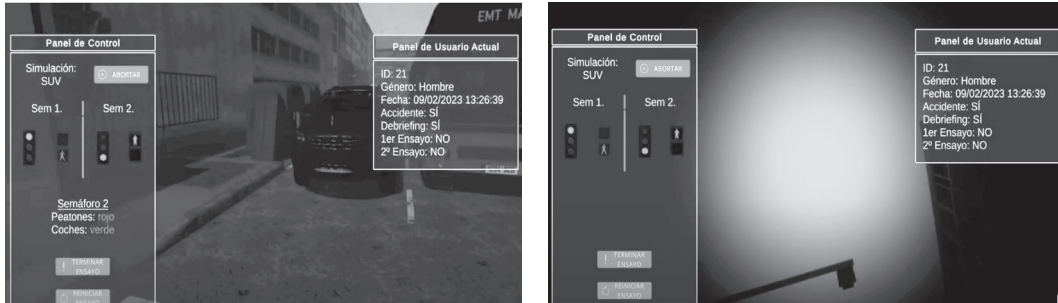 EMT MA
Panel de Control
Simulación:
SUV
ABORTAR
Sem 1.
Sem 2.
Semáforo 2
Peatones: rojo
Coches: verde
! TERMINAR
ENSAYO
REINICIAR
ENSAYO
Panel de Usuario Actual
ID: 21
Género: Hombre
Fecha: 09/02/2023 13:26:39
Accidente: SÍ
Debriefing: SÍ
1er Ensayo: NO
2º Ensayo: NO
Panel de Control
Simulación:
SUV
ABORTAR
Sem 1.
Sem 2.
! TERMINAR
ENSAYO
REINICIAR
ENSAYO
Panel de Usuario Actual
ID: 21
Género: Hombre
Fecha: 09/02/2023 13:26:39
Accidente: SÍ
Debriefing: SÍ
1er Ensayo: NO
2º Ensayo: NO